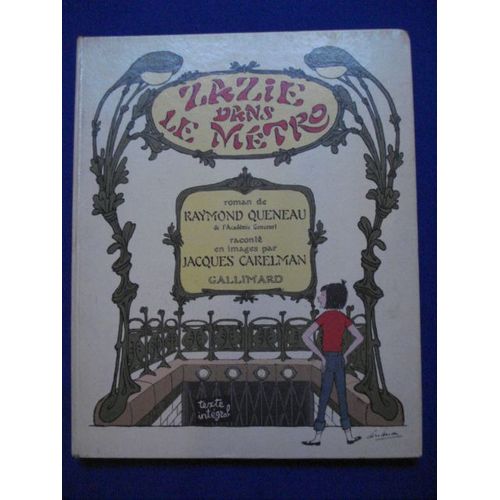 ZAZIE
DANS
LE MÉTRO
roman de
RAYMOND QUENEAU
de l'Académie Goncourt
raconté
en images par
JACQUES CARELMAN
GALLIMARD
texte
intégral